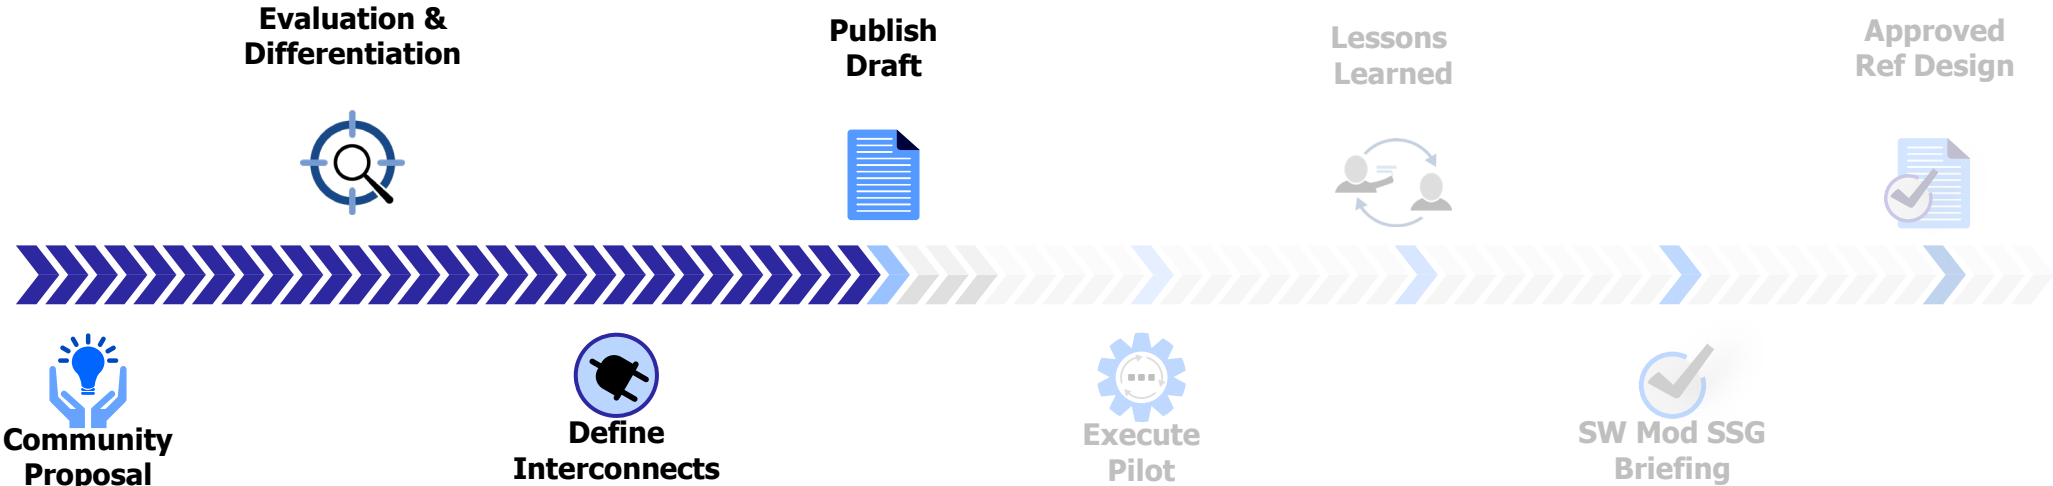 Evaluation &
Differentiation
Publish
Draft
Lessons
Learned
Approved
Ref Design
Community
Proposal
Define
Interconnects
Execute
Pilot
SW Mod SSG
Briefing